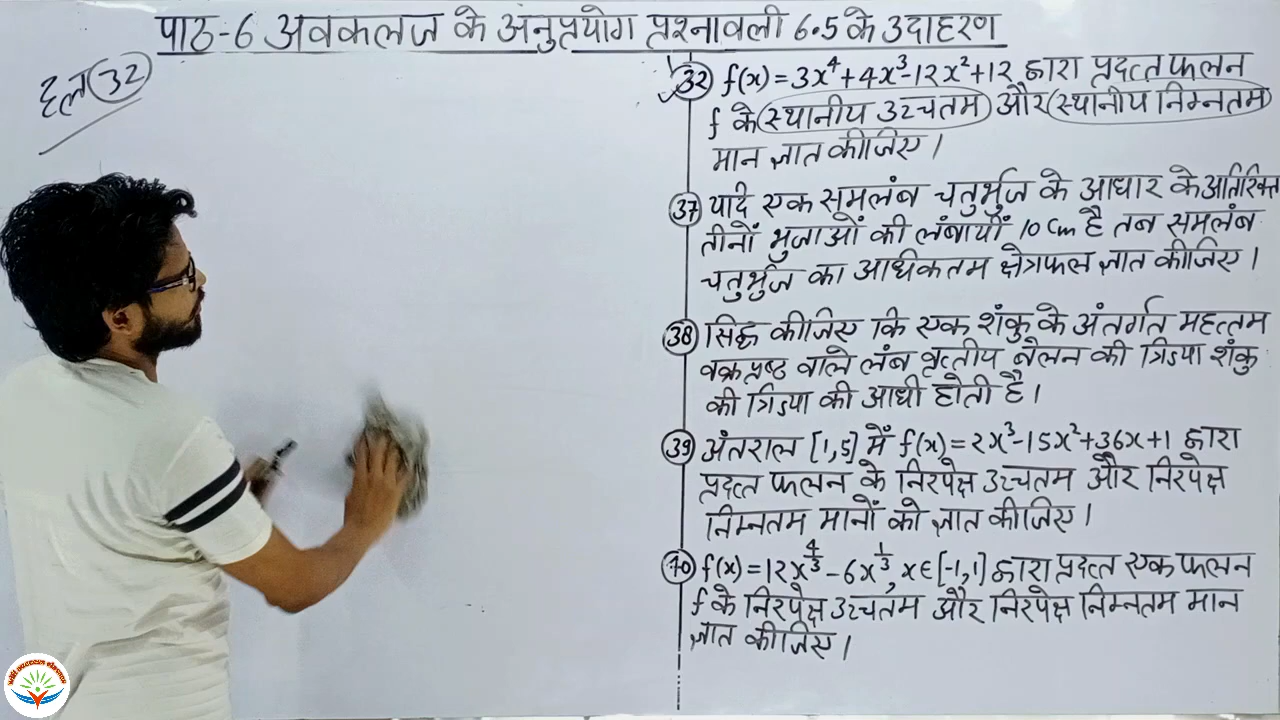 पाठ-6 अवकलज के अनुप्रयोग प्रश्नावली 6.5 के उदाहरण
हल (32)
(32) f(x) = 3x⁴+4x³-12x²+12 द्वारा प्रदत्त फलन
f के (स्थानीय उच्चतम) और (स्थानीय निम्नतम)
मान ज्ञात कीजिए।
(37) यदि एक समलंब चतुर्भुज के आधार के अतिरिक्त
तीनों भुजाओं की लंबायीं 10 cm है तब समलंब
चतुर्भुज का अधिकतम क्षेत्रफल ज्ञात कीजिए।
(38) सिद्ध कीजिए कि एक शंकु के अंतर्गत महत्तम
वक्रपृष्ठ वाले लंब वृत्तीय बेलन की त्रिज्या शंकु
की त्रिज्या की आधी होती है।
(39) अंतराल [1,5] में f(x) = 2x³-15x²+36x+1 द्वारा
प्रदत्त फलन के निरपेक्ष उच्चतम और निरपेक्ष
निम्नतम मानों को ज्ञात कीजिए।
(40) f(x) = 12x^{4/3} - 6x^{1/3}, x∈[-1,1] द्वारा प्रदत्त एक फलन
f के निरपेक्ष उच्चतम और निरपेक्ष निम्नतम मान
ज्ञात कीजिए।